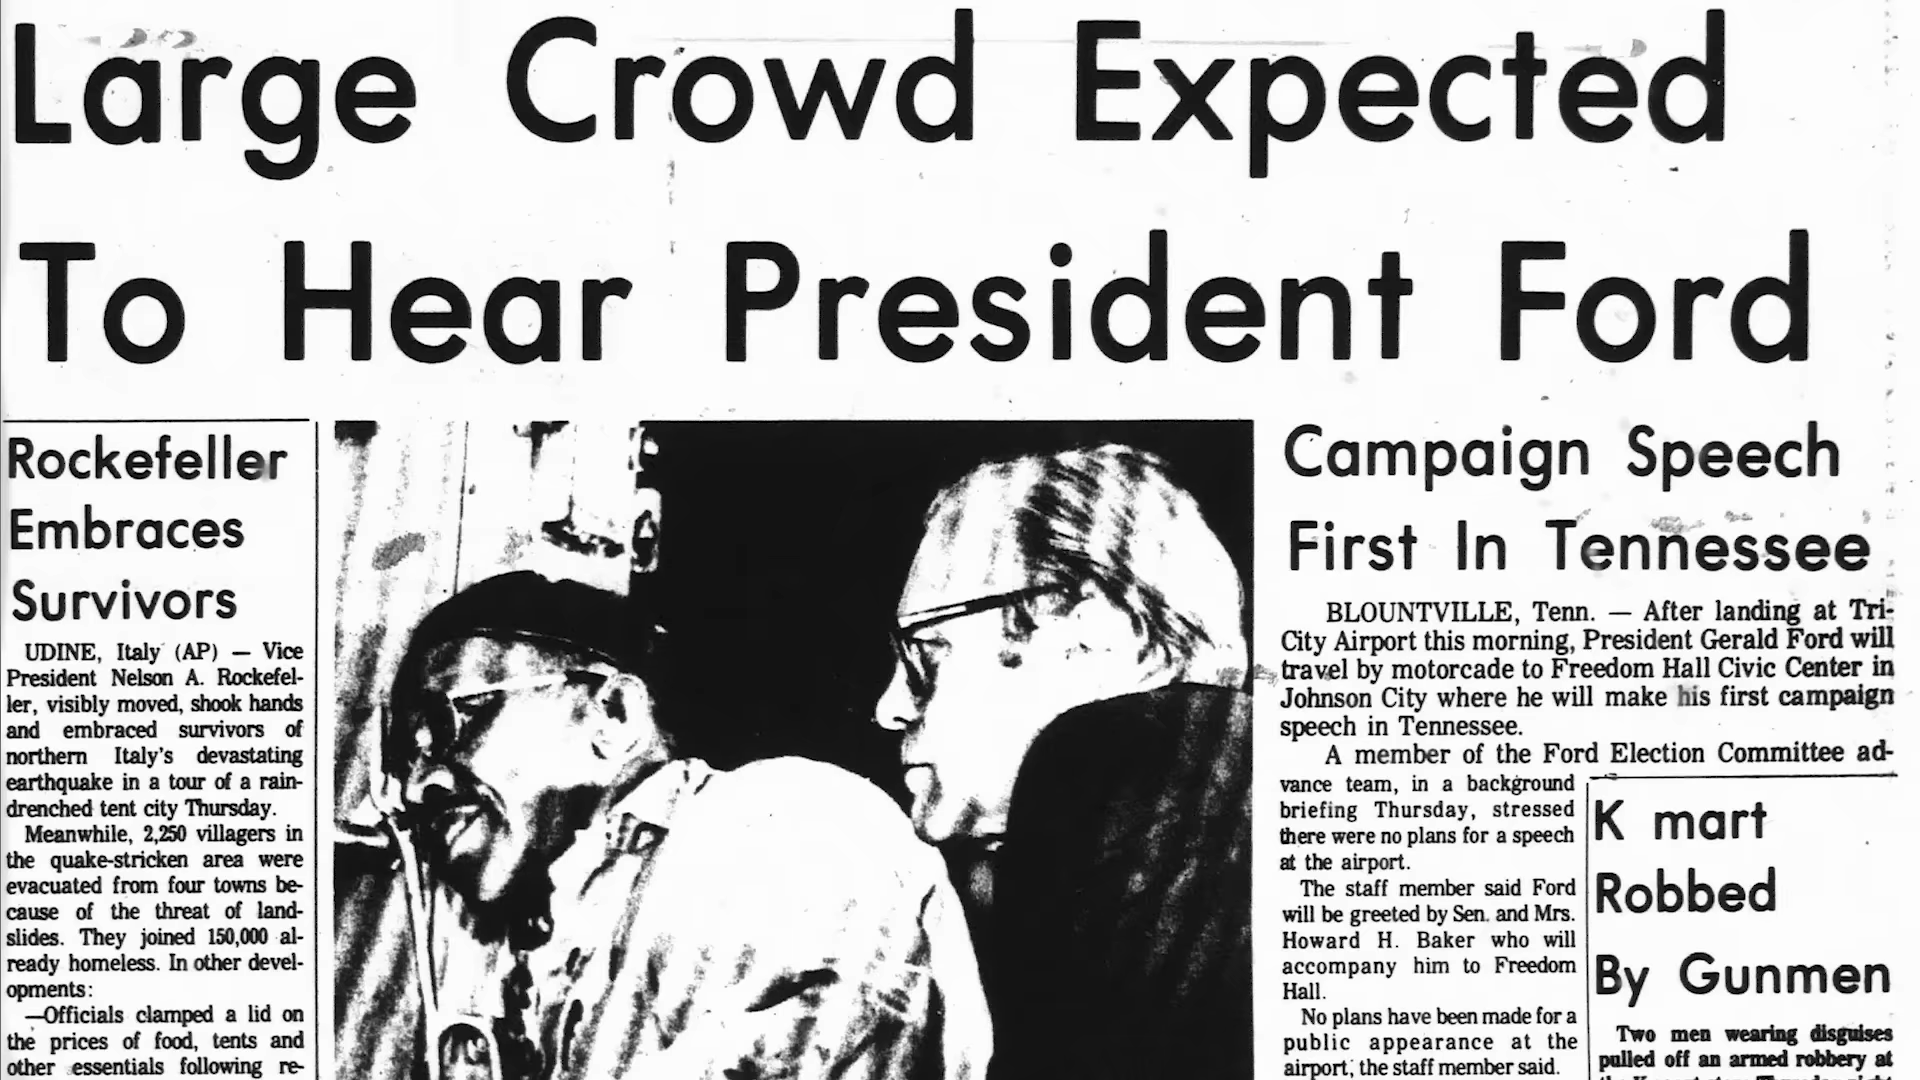 Large Crowd Expected
To Hear President Ford
Rockefeller
Embraces
Survivors
UDINE, Italy (AP) — Vice
President Nelson A. Rockefel-
ler, visibly moved, shook hands
and embraced survivors of
northern Italy's devastating
earthquake in a tour of a rain-
drenched tent city Thursday.
Meanwhile, 2,250 villagers in
the quake-stricken area were
evacuated from four towns be-
cause of the threat of land-
slides. They joined 150,000 al-
ready homeless. In other devel-
opments:
—Officials clamped a lid on
the prices of food, tents and
other essentials following re-
Campaign Speech
First In Tennessee
BLOUNTVILLE, Tenn. — After landing at Tri-
City Airport this morning, President Gerald Ford will
travel by motorcade to Freedom Hall Civic Center in
Johnson City where he will make his first campaign
speech in Tennessee.
A member of the Ford Election Committee ad-
vance team, in a background
briefing Thursday, stressed
there were no plans for a speech
at the airport.
The staff member said Ford
will be greeted by Sen. and Mrs.
Howard H. Baker who will
accompany him to Freedom
Hall.
No plans have been made for a
public appearance at the
airport, the staff member said.
K mart
Robbed
By Gunmen
Two men wearing disguises
pulled off an armed robbery at